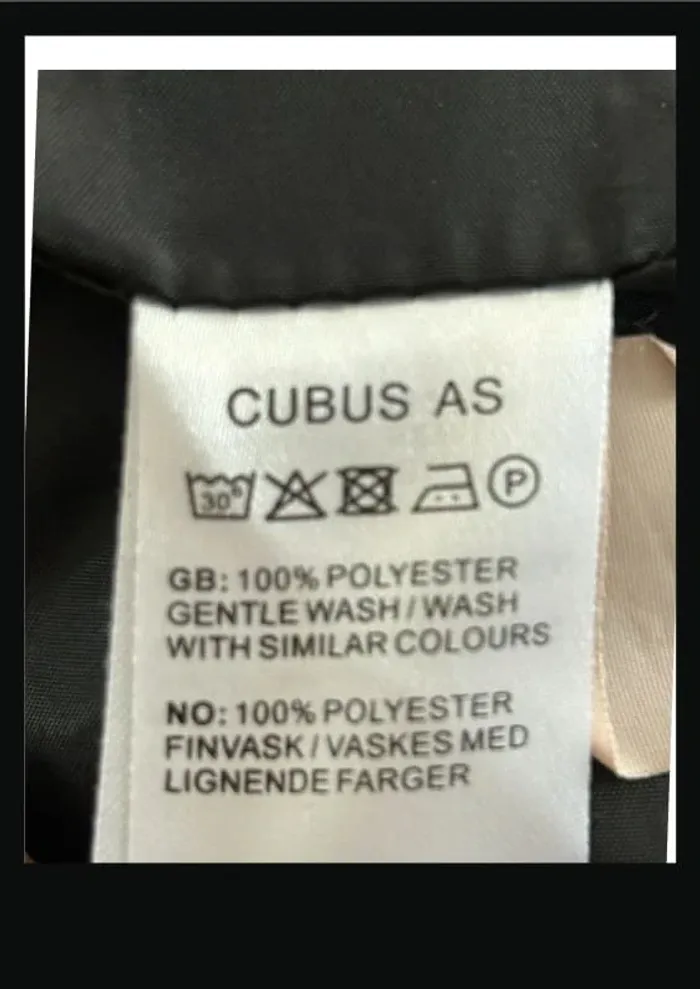 CUBUS AS
30° P
GB: 100% POLYESTER
GENTLE WASH / WASH
WITH SIMILAR COLOURS
NO: 100% POLYESTER
FINVASK / VASKES MED
LIGNENDE FARGER